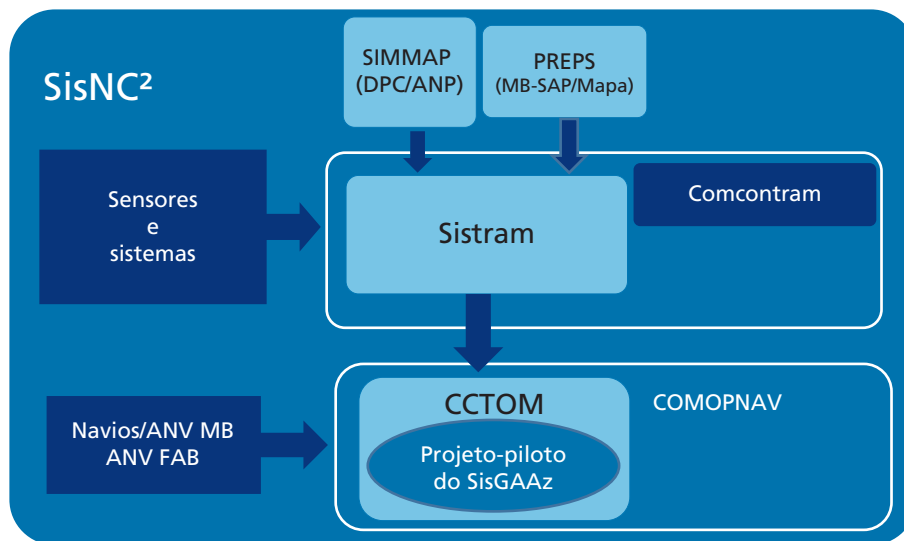 SisNC²
SIMMAP
(DPC/ANP)
PREPS
(MB-SAP/Mapa)
Sensores
e
sistemas
Sistram
Comcontram
Navios/ANV MB
ANV FAB
CCTOM
Projeto-piloto
do SisGAAz
COMOPNAV